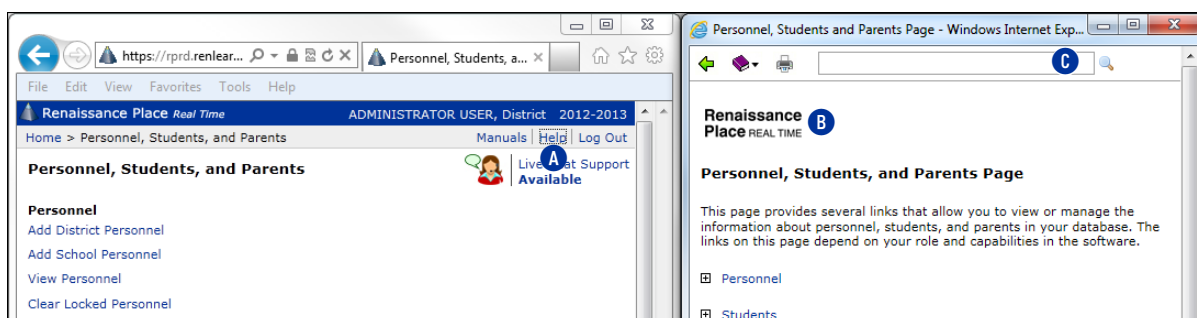 https://rprd.renlear...
Personnel, Students, a...
File Edit View Favorites Tools Help
Renaissance Place Real Time ADMINISTRATOR USER, District 2012-2013
Home > Personnel, Students, and Parents Manuals | Help | Log Out
A
Personnel, Students, and Parents
Live at Support
Available
Personnel
Add District Personnel
Add School Personnel
View Personnel
Clear Locked Personnel
Personnel, Students and Parents Page - Windows Internet Exp...
C
Renaissance
Place REAL TIME
B
Personnel, Students, and Parents Page
This page provides several links that allow you to view or manage the
information about personnel, students, and parents in your database. The
links on this page depend on your role and capabilities in the software.
Personnel
Students